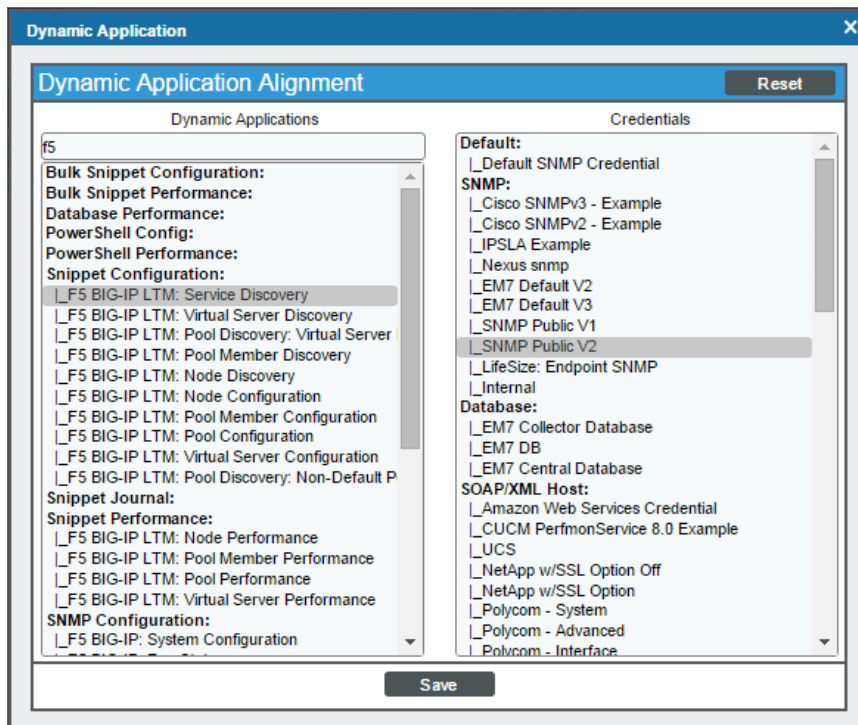 Dynamic Application
Dynamic Application Alignment
Reset
Dynamic Applications
f5
Bulk Snippet Configuration:
Bulk Snippet Performance:
Database Performance:
PowerShell Config:
PowerShell Performance:
Snippet Configuration:
|_F5 BIG-IP LTM: Service Discovery
|_F5 BIG-IP LTM: Virtual Server Discovery
|_F5 BIG-IP LTM: Pool Discovery: Virtual Server
|_F5 BIG-IP LTM: Pool Member Discovery
|_F5 BIG-IP LTM: Node Discovery
|_F5 BIG-IP LTM: Node Configuration
|_F5 BIG-IP LTM: Pool Member Configuration
|_F5 BIG-IP LTM: Pool Configuration
|_F5 BIG-IP LTM: Virtual Server Configuration
|_F5 BIG-IP LTM: Pool Discovery: Non-Default P
Snippet Journal:
Snippet Performance:
|_F5 BIG-IP LTM: Node Performance
|_F5 BIG-IP LTM: Pool Member Performance
|_F5 BIG-IP LTM: Pool Performance
|_F5 BIG-IP LTM: Virtual Server Performance
SNMP Configuration:
|_F5 BIG-IP: System Configuration
Credentials
Default:
|_Default SNMP Credential
SNMP:
|_Cisco SNMPv3 - Example
|_Cisco SNMPv2 - Example
|_IPSLA Example
|_Nexus snmp
|_EM7 Default V2
|_EM7 Default V3
|_SNMP Public V1
|_SNMP Public V2
|_LifeSize: Endpoint SNMP
|_Internal
Database:
|_EM7 Collector Database
|_EM7 DB
|_EM7 Central Database
SOAP/XML Host:
|_Amazon Web Services Credential
|_CUCM PerfmonService 8.0 Example
|_UCS
|_NetApp w/SSL Option Off
|_NetApp w/SSL Option
|_Polycom - System
|_Polycom - Advanced
|_Polycom - Interface
Save